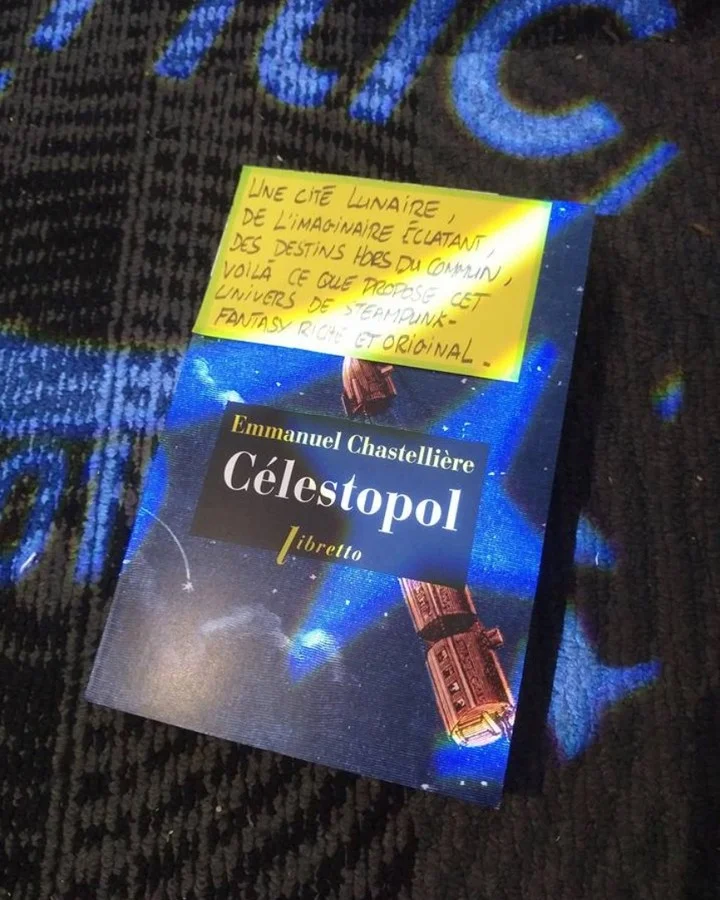 UNE CITÉ LUNAIRE,
DE L'IMAGINAIRE ÉCLATANT,
DES DESTINS HORS DU COMMUN,
VOILÀ CE QUE PROPOSE CET
UNIVERS DE STEAMPUNK-
FANTASY RICHE ET ORIGINAL.
Emmanuel Chastellière
Célestopol
libretto